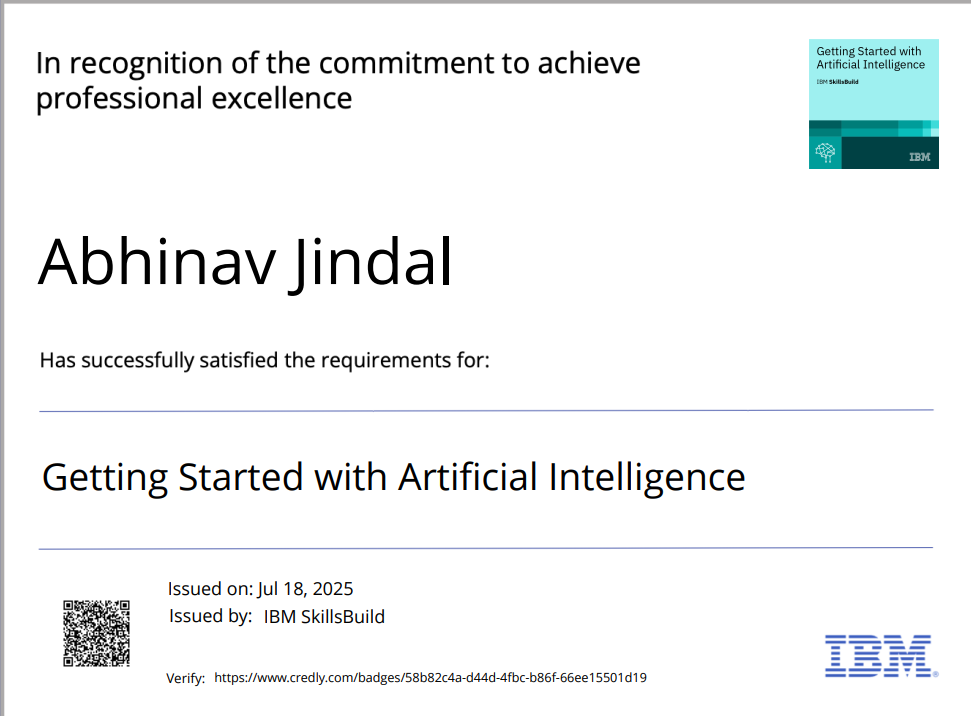 In recognition of the commitment to achieve
professional excellence
Getting Started with
Artificial Intelligence
IBM SkillsBuild
IBM
Abhinav Jindal
Has successfully satisfied the requirements for:
Getting Started with Artificial Intelligence
Issued on: Jul 18, 2025
Issued by: IBM SkillsBuild
Verify: https://www.credly.com/badges/58b82c4a-d44d-4fbc-b86f-66ee15501d19
IBM®